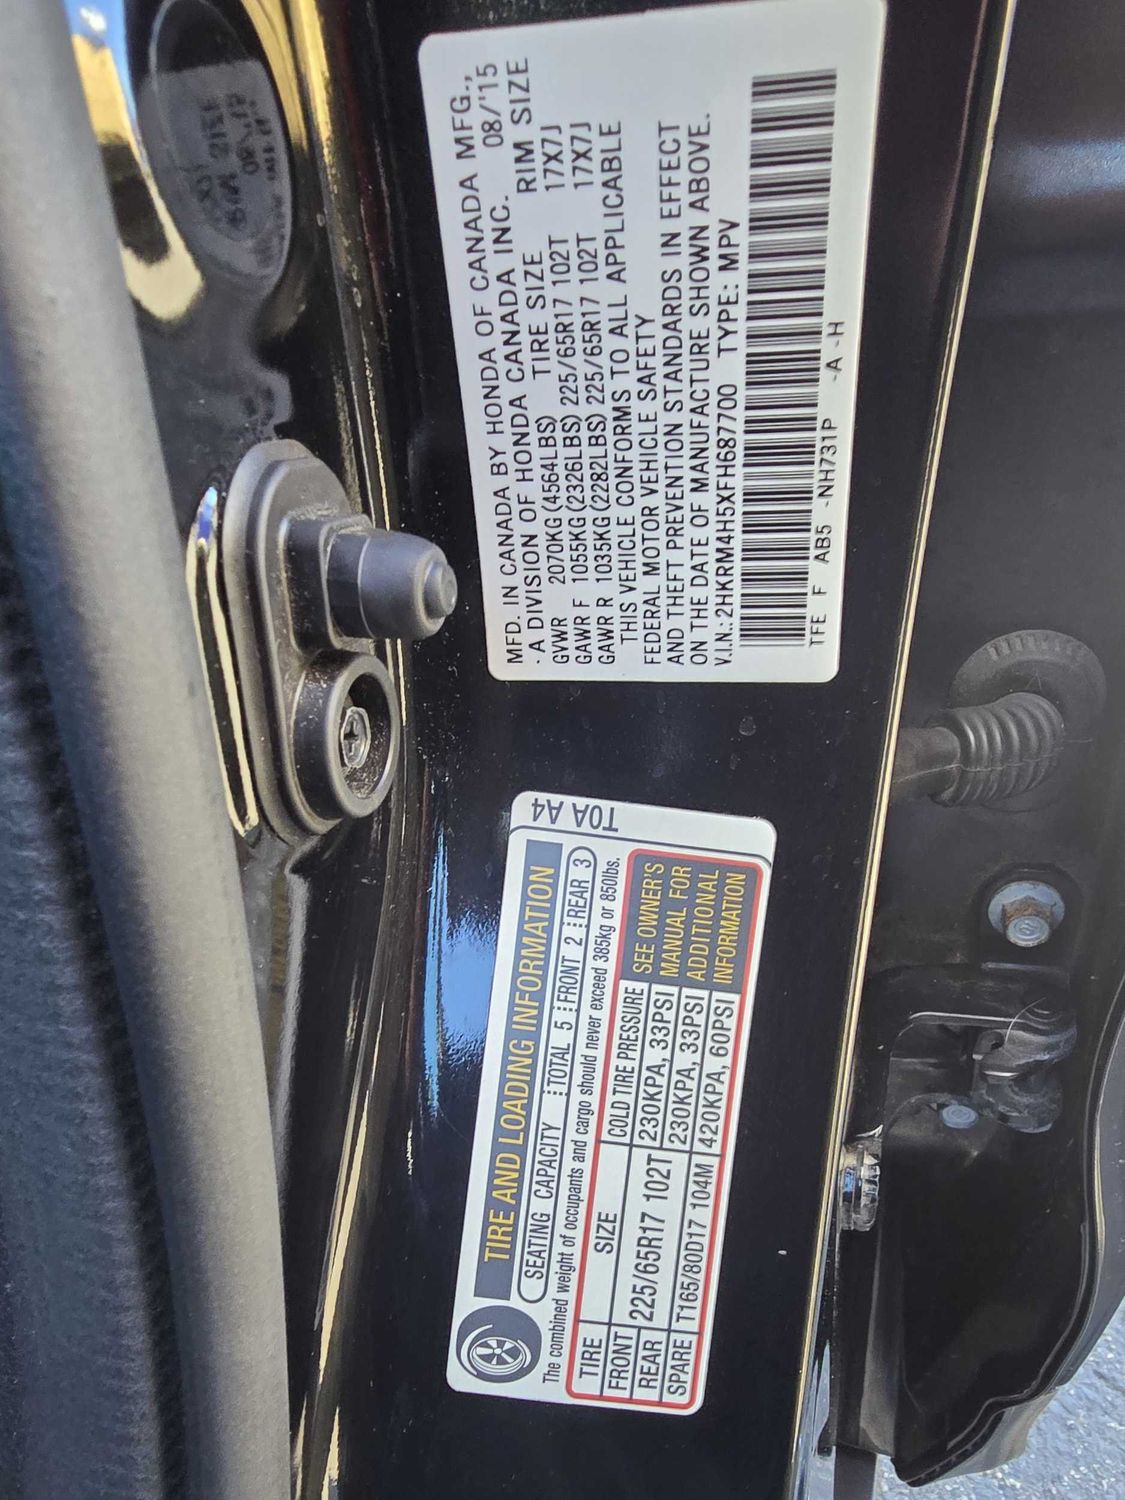 MFD. IN CANADA BY HONDA OF CANADA MFG.,
· A DIVISION OF HONDA CANADA INC. 08/'15
GVWR 2070KG(4564LBS) TIRE SIZE RIM SIZE
GAWR F 1055KG(2326LBS) 225/65R17 102T 17X7J
GAWR R 1035KG(2282LBS) 225/65R17 102T 17X7J
THIS VEHICLE CONFORMS TO ALL APPLICABLE
FEDERAL MOTOR VEHICLE SAFETY
AND THEFT PREVENTION STANDARDS IN EFFECT
ON THE DATE OF MANUFACTURE SHOWN ABOVE.
V.I.N.:2HKRM4H5XFH687700 TYPE: MPV
TFE F AB5 -NH731P -A -H
TIRE AND LOADING INFORMATION
T0A A4
SEATING CAPACITY TOTAL 5 FRONT 2 REAR 3
The combined weight of occupants and cargo should never exceed 385kg or 850lbs.
TIRE SIZE COLD TIRE PRESSURE SEE OWNER'S
FRONT 225/65R17 102T 230KPA, 33PSI MANUAL FOR
REAR 230KPA, 33PSI ADDITIONAL
SPARE T165/80D17 104M 420KPA, 60PSI INFORMATION